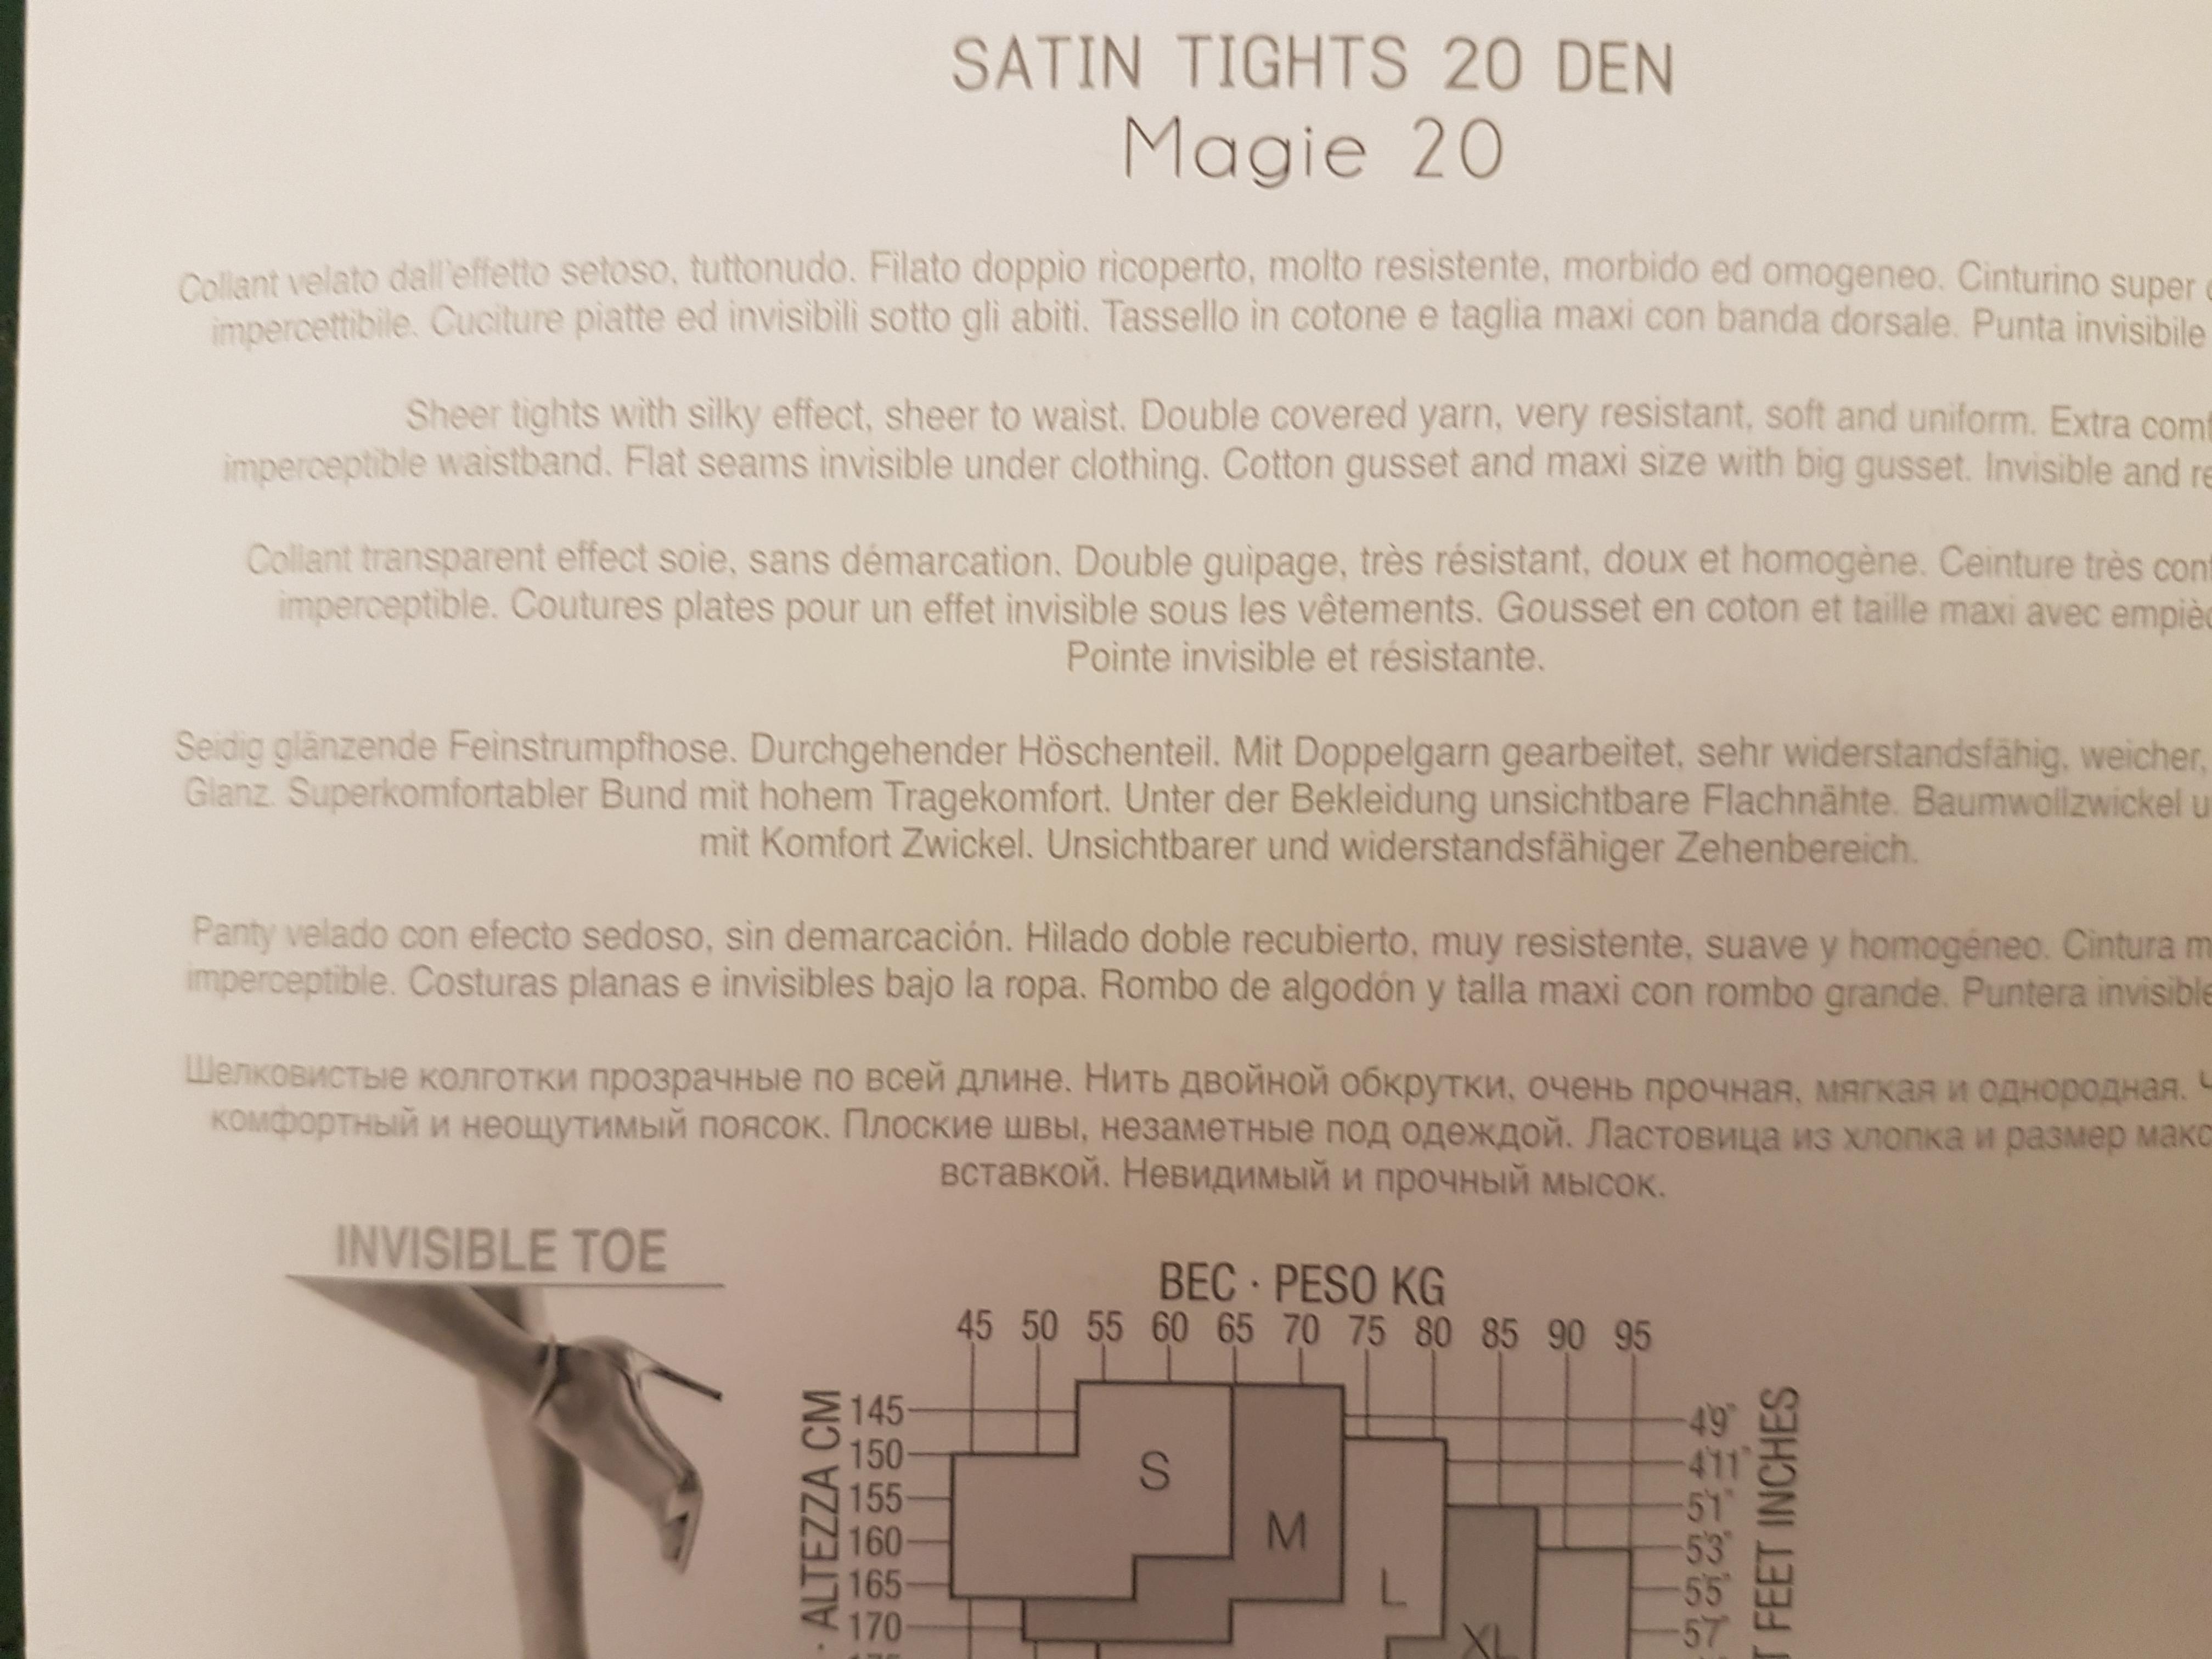 SATIN TIGHTS 20 DEN
Magie 20
Collant velato dall'effetto setoso, tuttonudo. Filato doppio ricoperto, molto resistente, morbido ed omogeneo. Cinturino super
impercettibile. Cuciture piatte ed invisibili sotto gli abiti. Tassello in cotone e taglia maxi con banda dorsale. Punta invisibile
Sheer tights with silky effect, sheer to waist. Double covered yarn, very resistant, soft and uniform. Extra
imperceptible waistband. Flat seams invisible under clothing. Cotton gusset and maxi size with big gusset. Invisible and
Collant transparent effect soie, sans démarcation. Double guipage, très résistant, doux et homogène. Ceinture très
imperceptible. Coutures plates pour un effet invisible sous les vêtements. Gousset en coton et taille maxi avec
Pointe invisible et résistante.
Seidig glänzende Feinstrumpfhose. Durchgehender Höschenteil. Mit Doppelgarn gearbeitet, sehr widerstandsfähig, weicher,
Glanz. Superkomfortabler Bund mit hohem Tragekomfort. Unter der Bekleidung unsichtbare Flachnähte. Baumwollzwickel
mit Komfort Zwickel. Unsichtbarer und widerstandsfähiger Zehenbereich.
Panty velado con efecto sedoso, sin demarcación. Hilado doble recubierto, muy resistente, suave y homogéneo. Cintura
imperceptible. Costuras planas e invisibles bajo la ropa. Rombo de algodón y talla maxi con rombo grande. Puntera invisible
Шелковистые колготки прозрачные по всей длине. Нить двойной обкрутки, очень прочная, мягкая и однородная.
комфортный и неощутимый поясок. Плоские швы, незаметные под одеждой. Ластовица из хлопка и размер
вставкой. Невидимый и прочный мысок.
INVISIBLE TOE
ВЕС · PESO KG
45 50 55 60 65 70 75 80 85 90 95
· ALTEZZA CM
145
150
155
160
165
170
S
M
L
XL
4'9"
4'11"
5'1"
5'3"
5'5"
5'7"
FEET INCHES